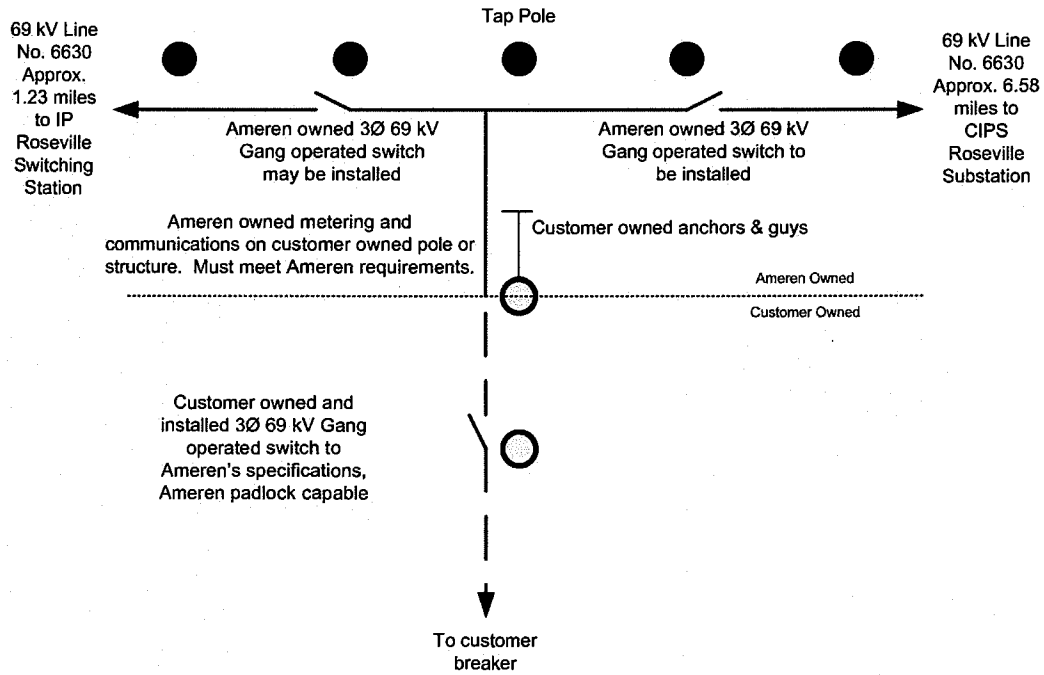 Tap Pole
69 kV Line
No. 6630
Approx.
1.23 miles
to IP
Roseville
Switching
Station
69 kV Line
No. 6630
Approx. 6.58
miles to
CIPS
Roseville
Substation
Ameren owned 3Ø 69 kV
Gang operated switch
may be installed
Ameren owned 3Ø 69 kV
Gang operated switch to
be installed
Ameren owned metering and
communications on customer owned pole or
structure. Must meet Ameren requirements.
Customer owned anchors & guys
Ameren Owned
Customer Owned
Customer owned and
installed 3Ø 69 kV Gang
operated switch to
Ameren's specifications,
Ameren padlock capable
To customer
breaker